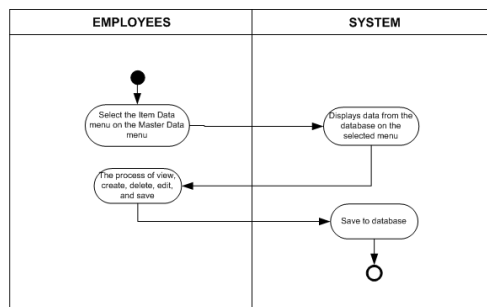 EMPLOYEES
SYSTEM
Select the Item Data
menu on the Master Data
menu
Displays data from the
database on the
selected menu
The process of view,
create, delete, edit,
and save
Save to database